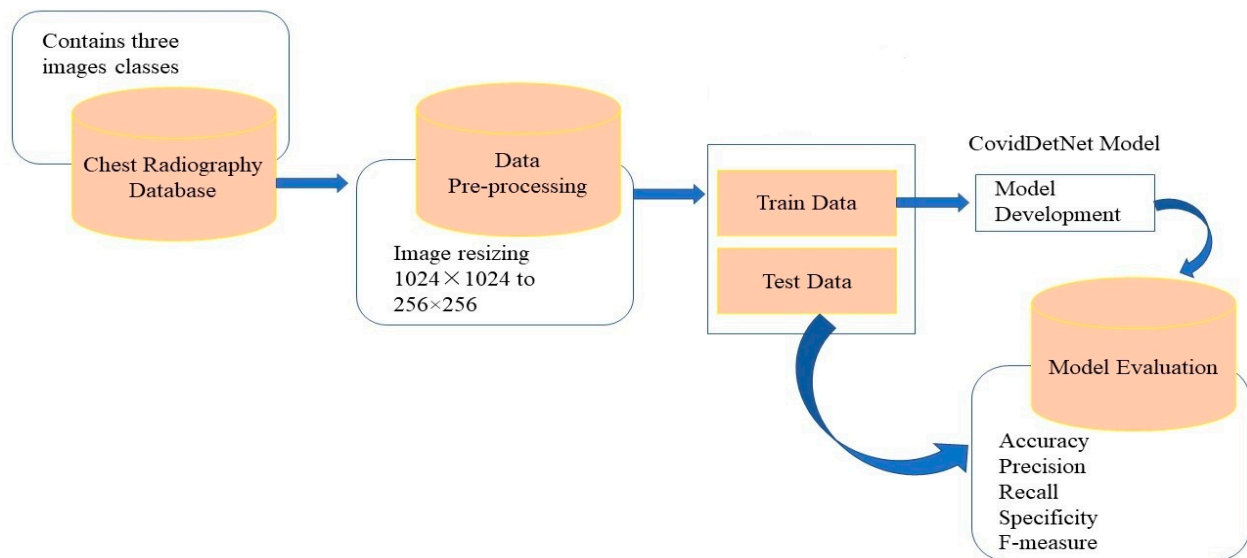 Contains three
images classes
Chest Radiography
Database
Data
Pre-processing
Image resizing
1024×1024 to
256×256
Train Data
Test Data
CovidDetNet Model
Model
Development
Model Evaluation
Accuracy
Precision
Recall
Specificity
F-measure